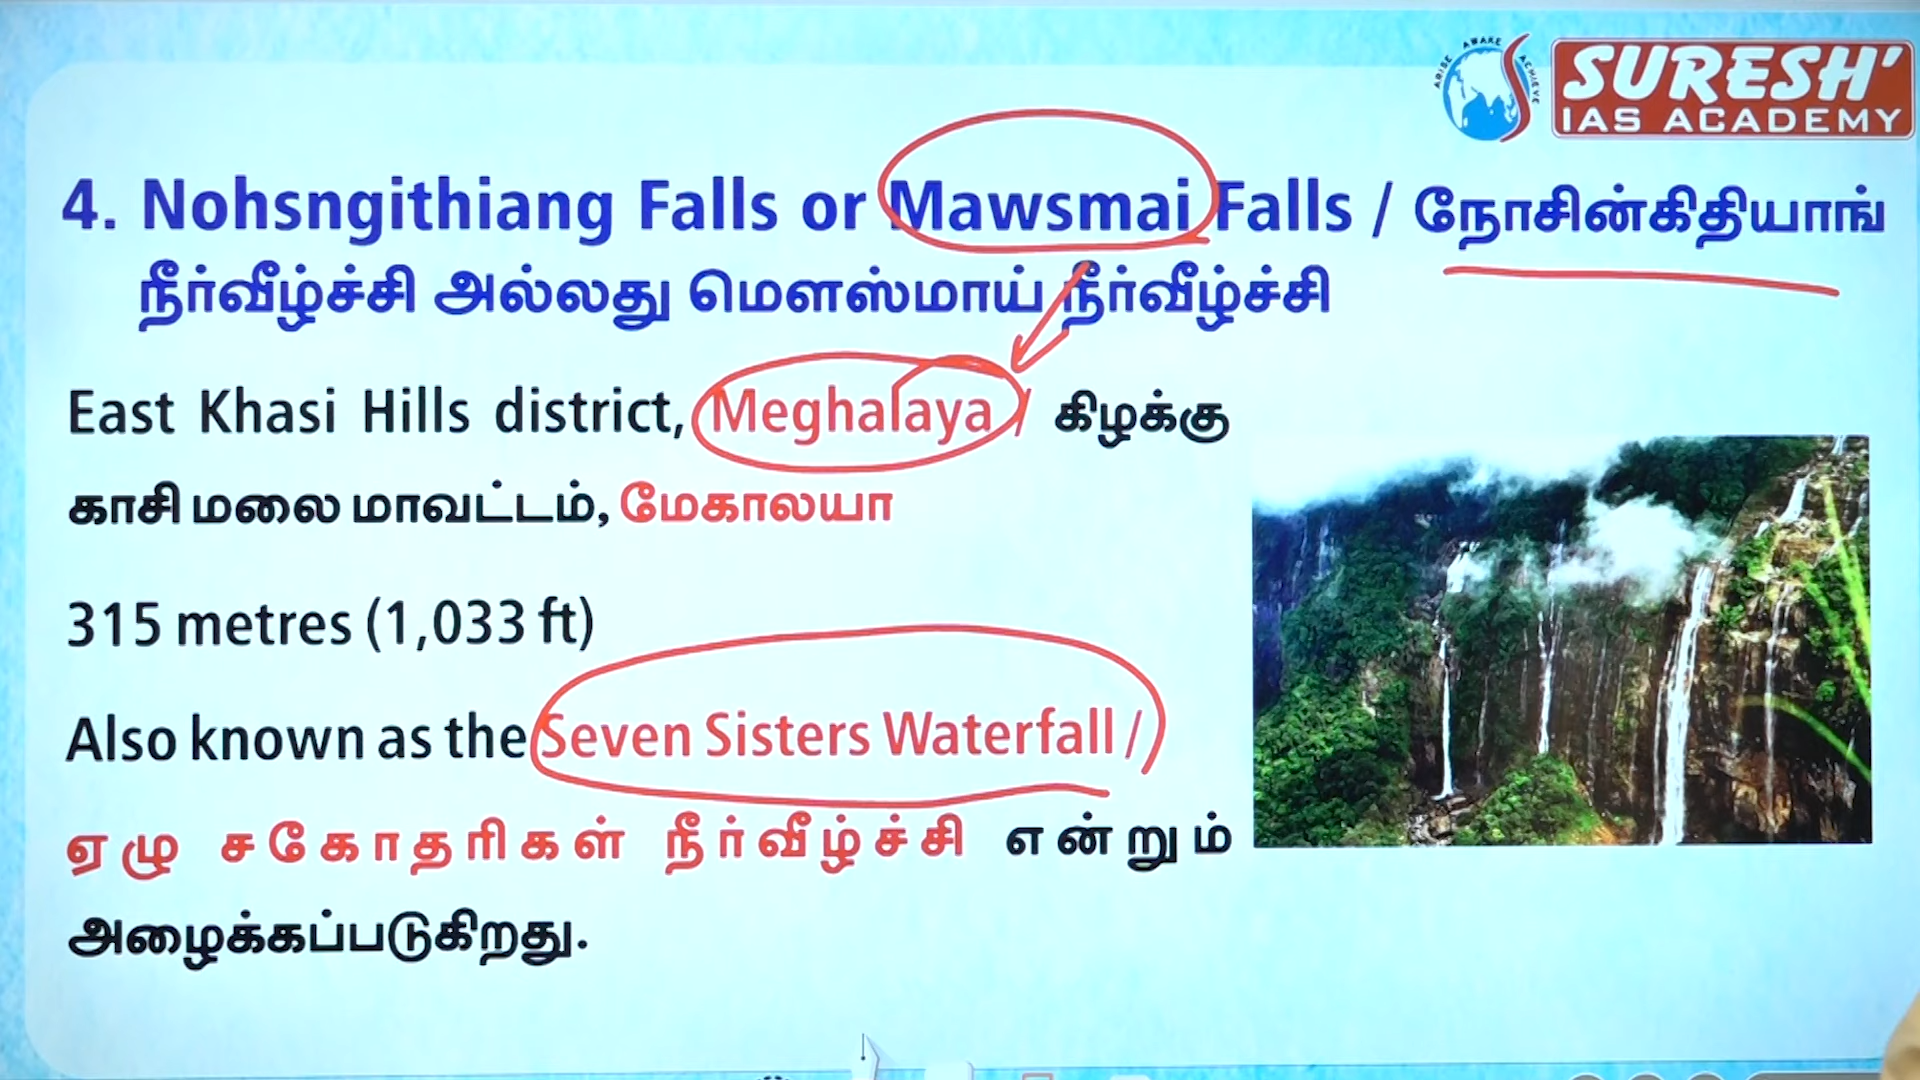 ARISE AWAKE ACHIEVE
SURESH'
IAS ACADEMY
4. Nohsngithiang Falls or Mawsmai Falls / நோசின்கிதியாங்
நீர்வீழ்ச்சி அல்லது மௌஸ்மாய் நீர்வீழ்ச்சி
East Khasi Hills district, Meghalaya / கிழக்கு
காசி மலை மாவட்டம், மேகாலயா
315 metres (1,033 ft)
Also known as the Seven Sisters Waterfall /
ஏழு சகோதரிகள் நீர்வீழ்ச்சி என்றும்
அழைக்கப்படுகிறது.